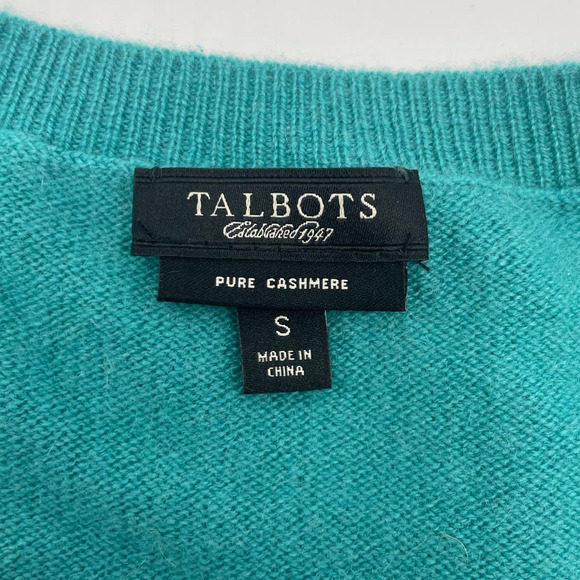 TALBOTS
Established 1947
PURE CASHMERE
S
MADE IN
CHINA